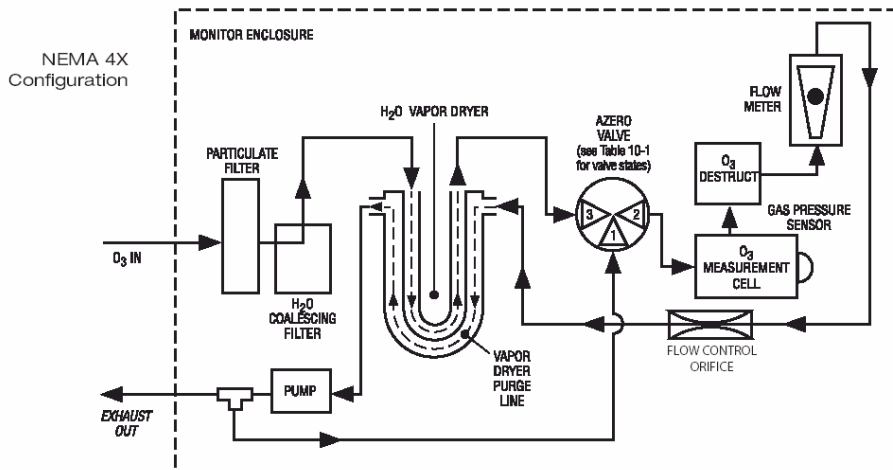 NEMA 4X
Configuration
MONITOR ENCLOSURE
PARTICULATE
FILTER
H2O VAPOR DRYER
AZERO
VALVE
(see Table 10-1
for valve states)
FLOW
METER
O3
DESTRUCT
GAS PRESSURE
SENSOR
3
2
1
O3 IN
H2O
COALESCING
FILTER
O3
MEASUREMENT
CELL
FLOW CONTROL
ORIFICE
VAPOR
DRYER
PURGE
LINE
PUMP
EXHAUST
OUT